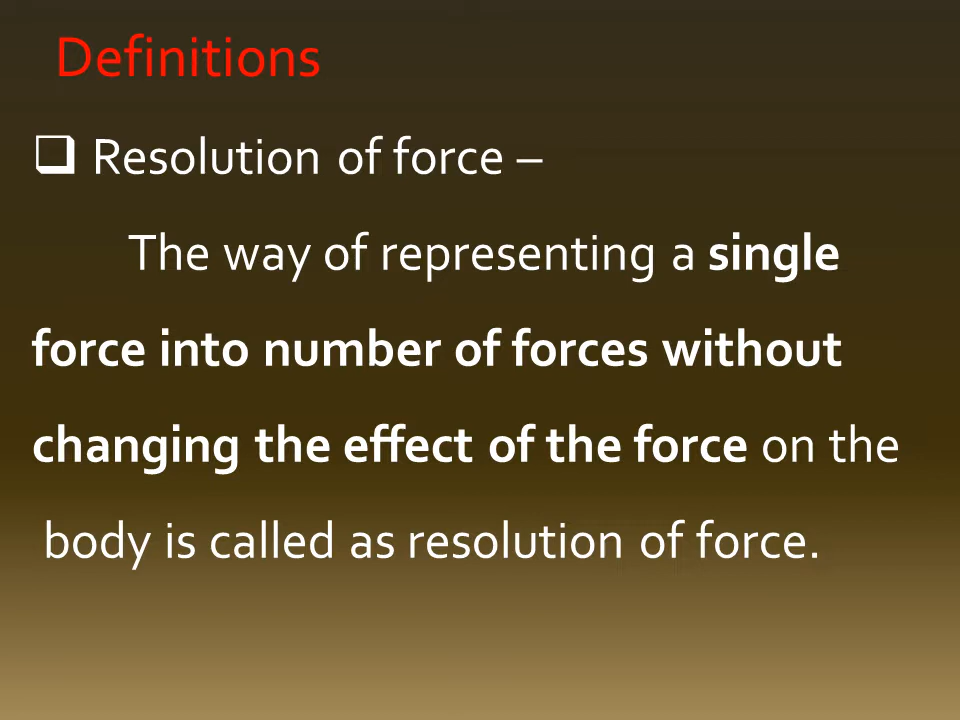 Definitions
❑ Resolution of force –
The way of representing a single
force into number of forces without
changing the effect of the force on the
body is called as resolution of force.